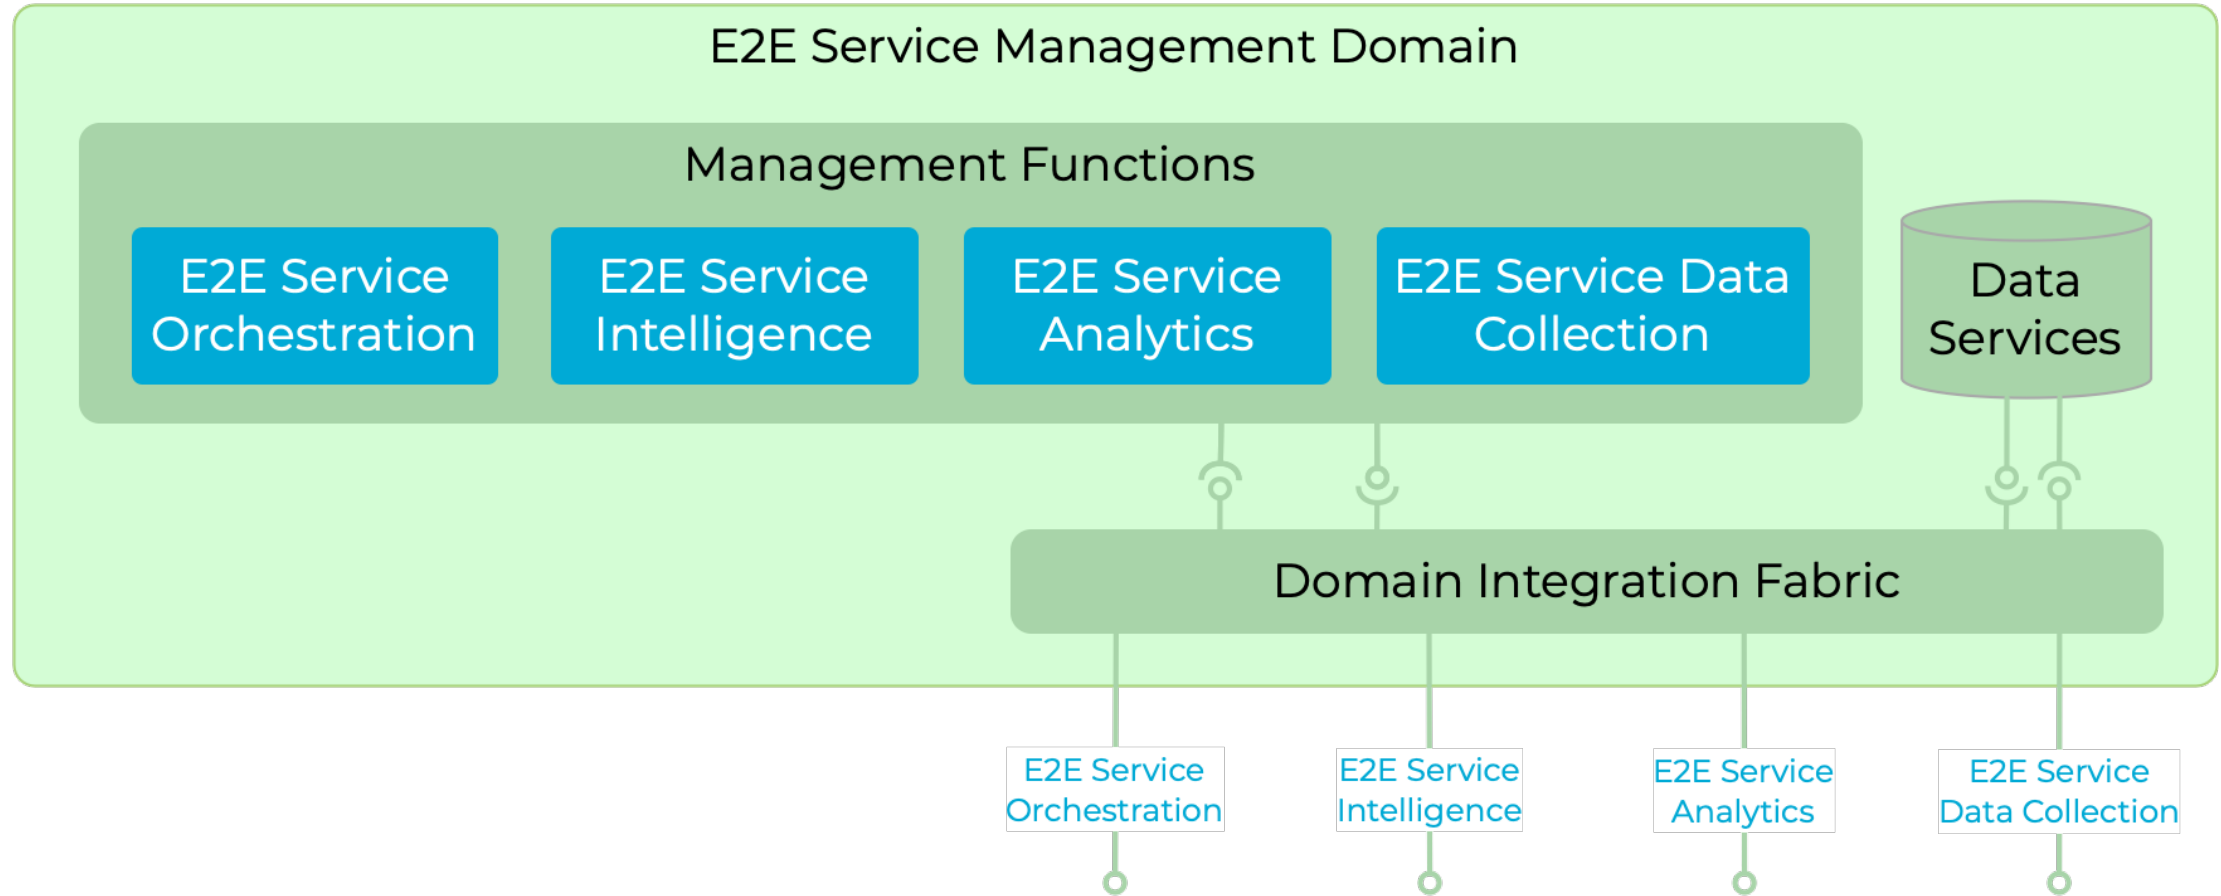 E2E Service Management Domain
Management Functions
E2E Service
Orchestration
E2E Service
Intelligence
E2E Service
Analytics
E2E Service Data
Collection
Data
Services
Domain Integration Fabric
E2E Service
Orchestration
E2E Service
Intelligence
E2E Service
Analytics
E2E Service
Data Collection